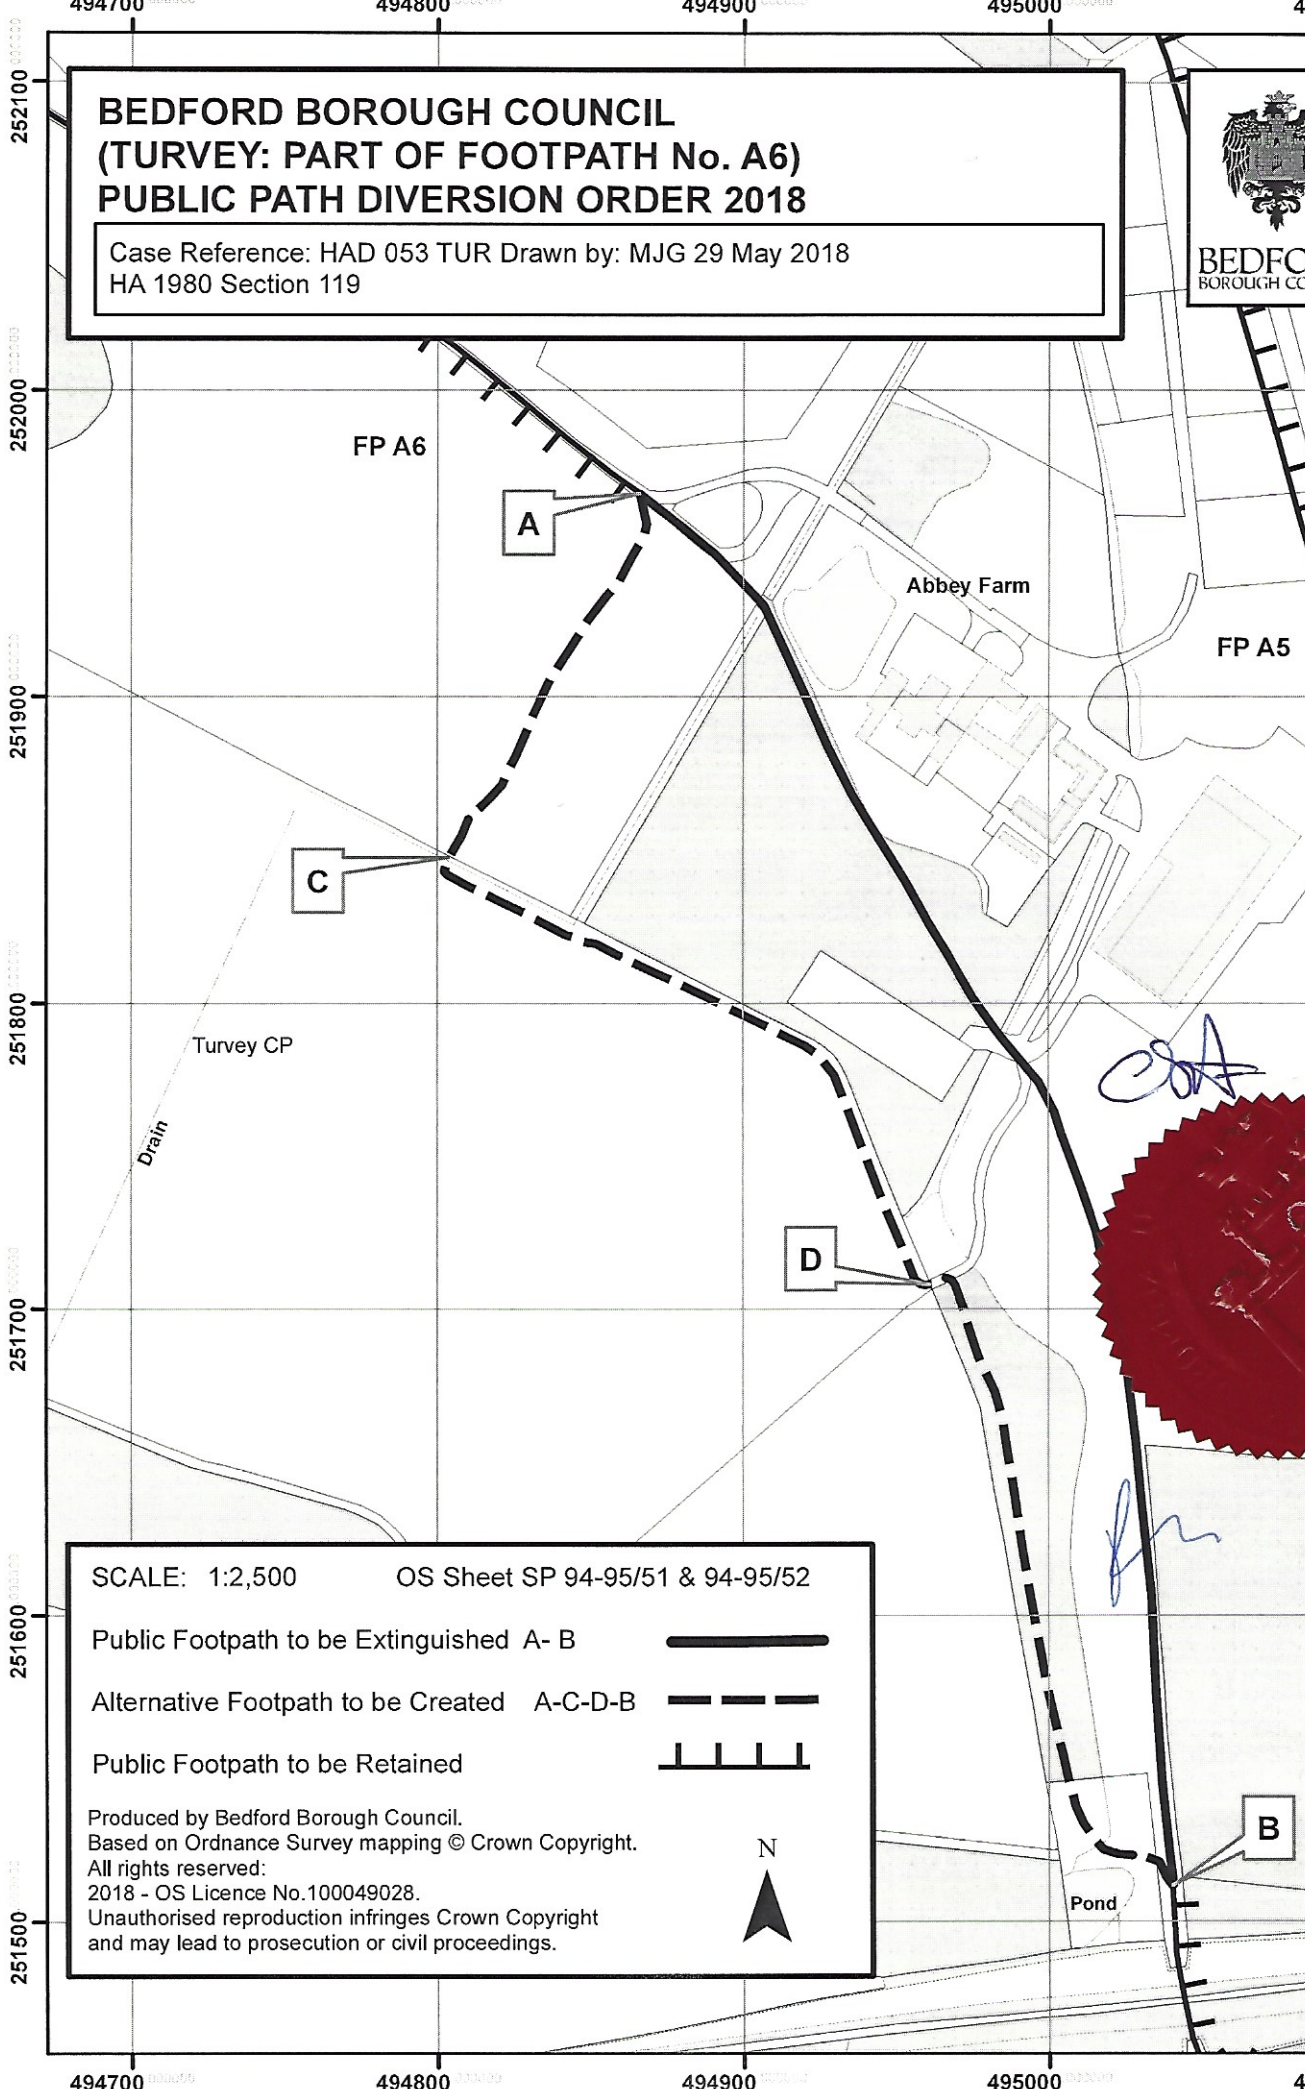 494700
494800
494900
495000
252100
252000
251900
251800
251700
251600
251500
BEDFORD BOROUGH COUNCIL
(TURVEY: PART OF FOOTPATH No. A6)
PUBLIC PATH DIVERSION ORDER 2018
Case Reference: HAD 053 TUR Drawn by: MJG 29 May 2018
HA 1980 Section 119
BEDFO
BOROUGH CO
FP A6
A
Abbey Farm
FP A5
C
Turvey CP
Drain
D
B
Pond
SCALE: 1:2,500 OS Sheet SP 94-95/51 & 94-95/52
Public Footpath to be Extinguished A- B
Alternative Footpath to be Created A-C-D-B
Public Footpath to be Retained
Produced by Bedford Borough Council.
Based on Ordnance Survey mapping © Crown Copyright.
All rights reserved:
2018 - OS Licence No.100049028.
Unauthorised reproduction infringes Crown Copyright
and may lead to prosecution or civil proceedings.
N
494700
494800
494900
495000